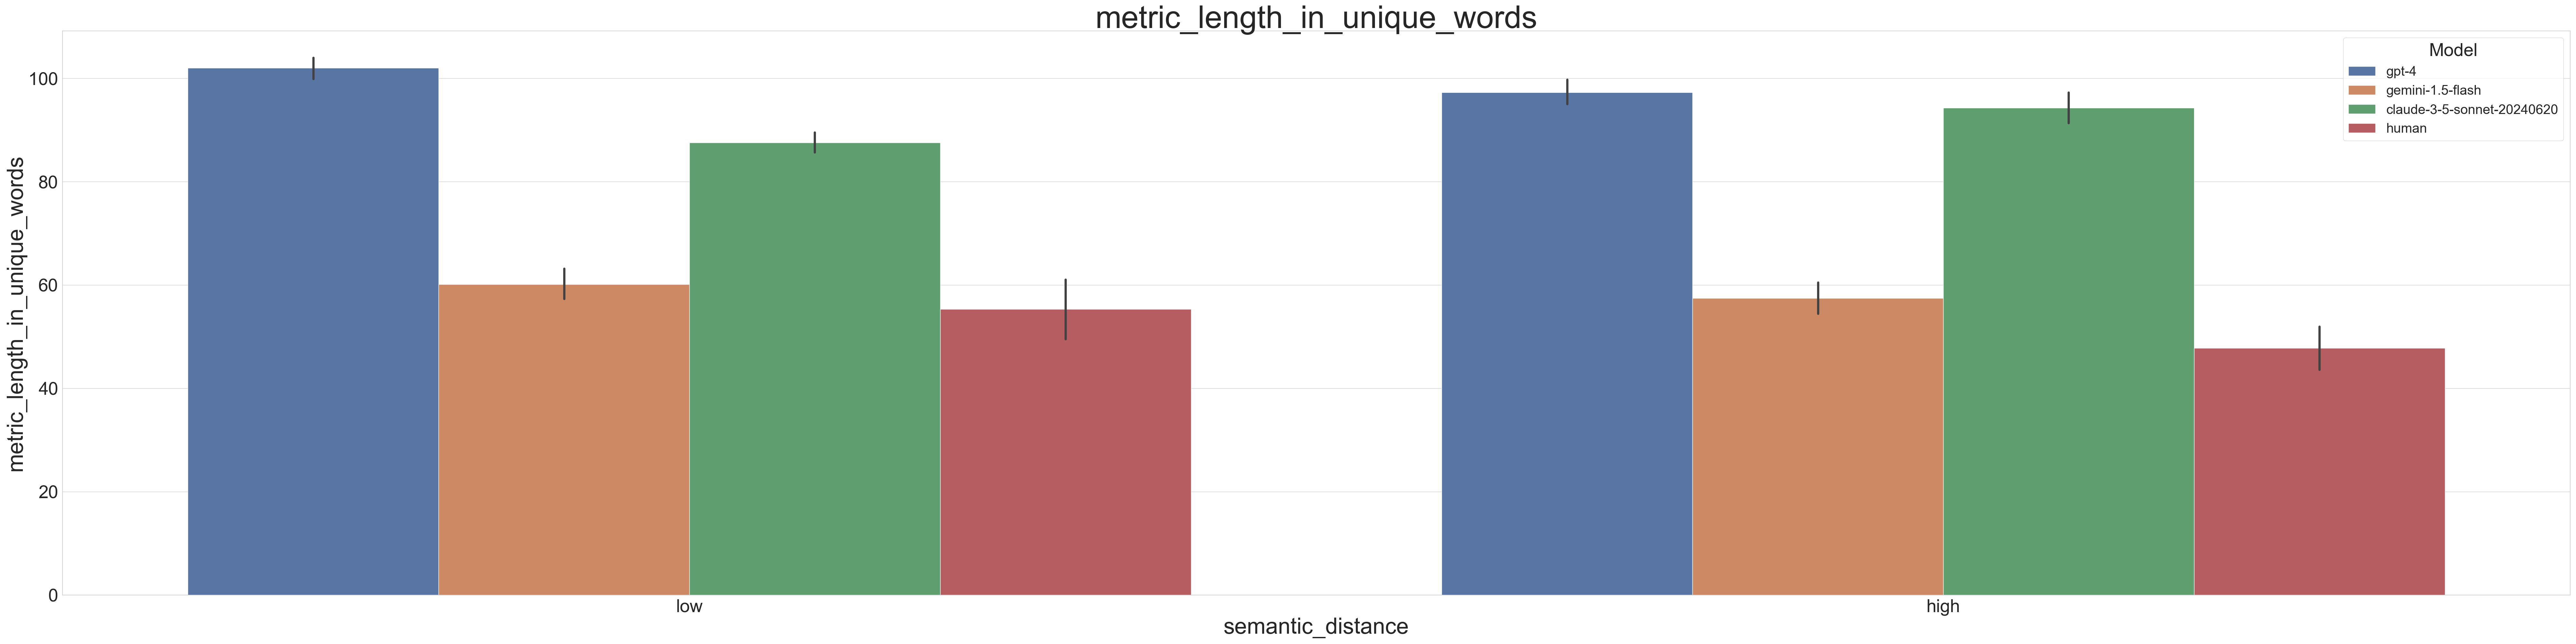 metric_length_in_unique_words
metric_length_in_unique_words
100
80
60
40
20
0
Model
gpt-4
gemini-1.5-flash
claude-3-5-sonnet-20240620
human
low
high
semantic_distance